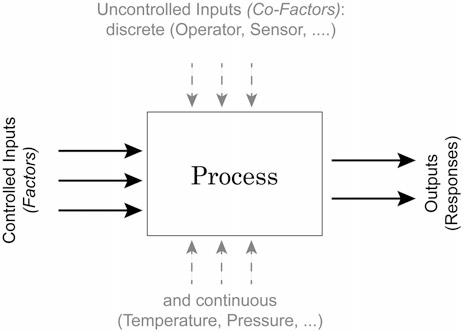 Uncontrolled Inputs (Co-Factors):
discrete (Operator, Sensor, ....)
Controlled Inputs
(Factors)
Process
Outputs
(Responses)
and continuous
(Temperature, Pressure, ...)